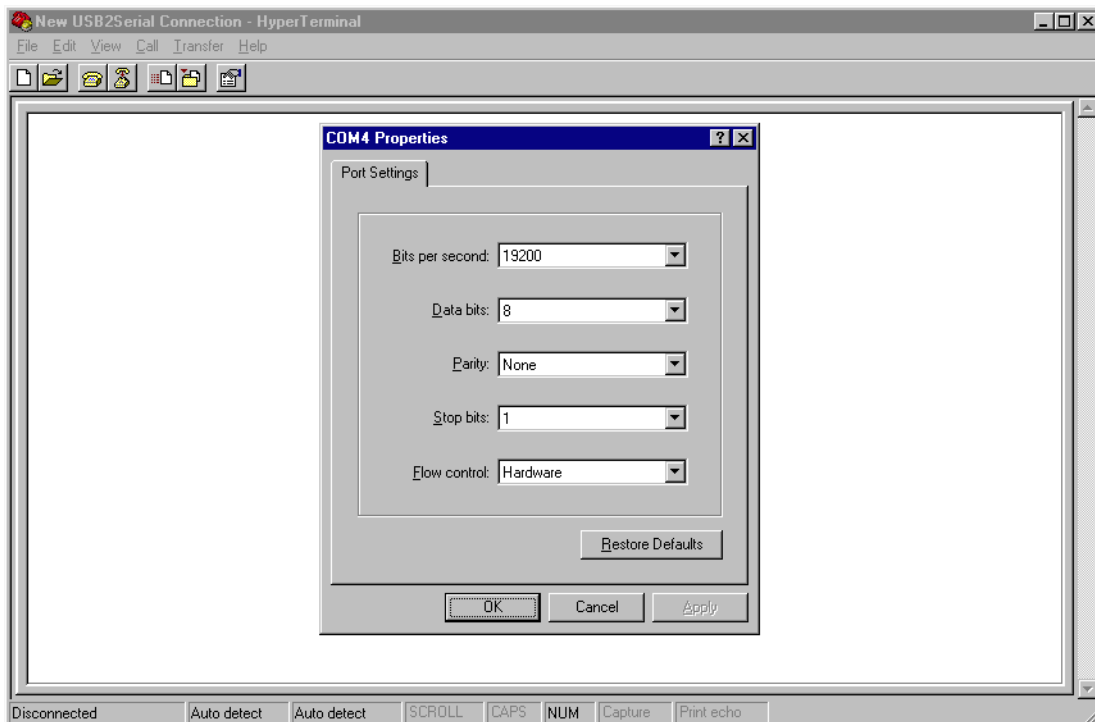 New USB2Serial Connection - HyperTerminal
File Edit View Call Transfer Help
COM4 Properties
Port Settings
Bits per second: 19200
Data bits: 8
Parity: None
Stop bits: 1
Flow control: Hardware
Restore Defaults
OK Cancel Apply
Disconnected Auto detect Auto detect SCROLL CAPS NUM Capture Print echo